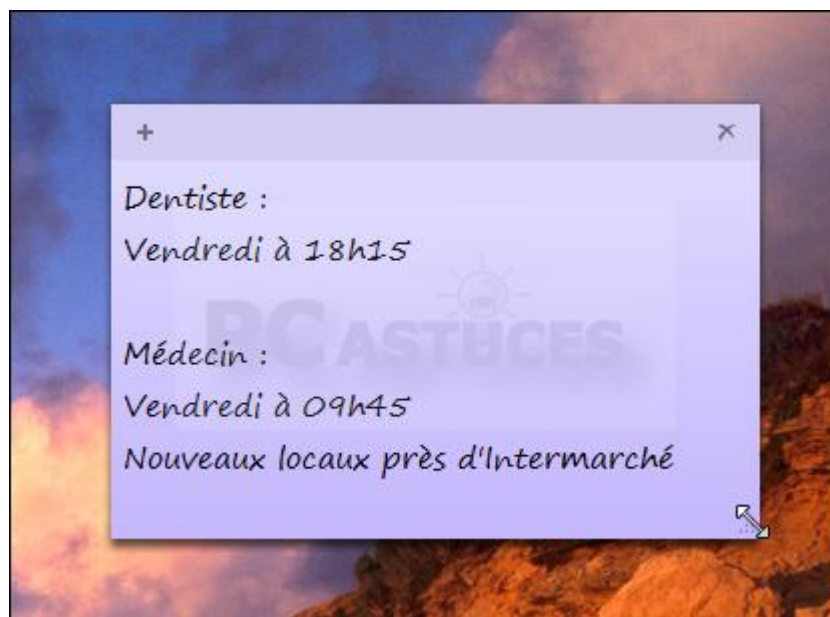 Dentiste :
Vendredi à 18h15
PC ASTUCES
Médecin :
Vendredi à 09h45
Nouveaux locaux près d'Intermarché